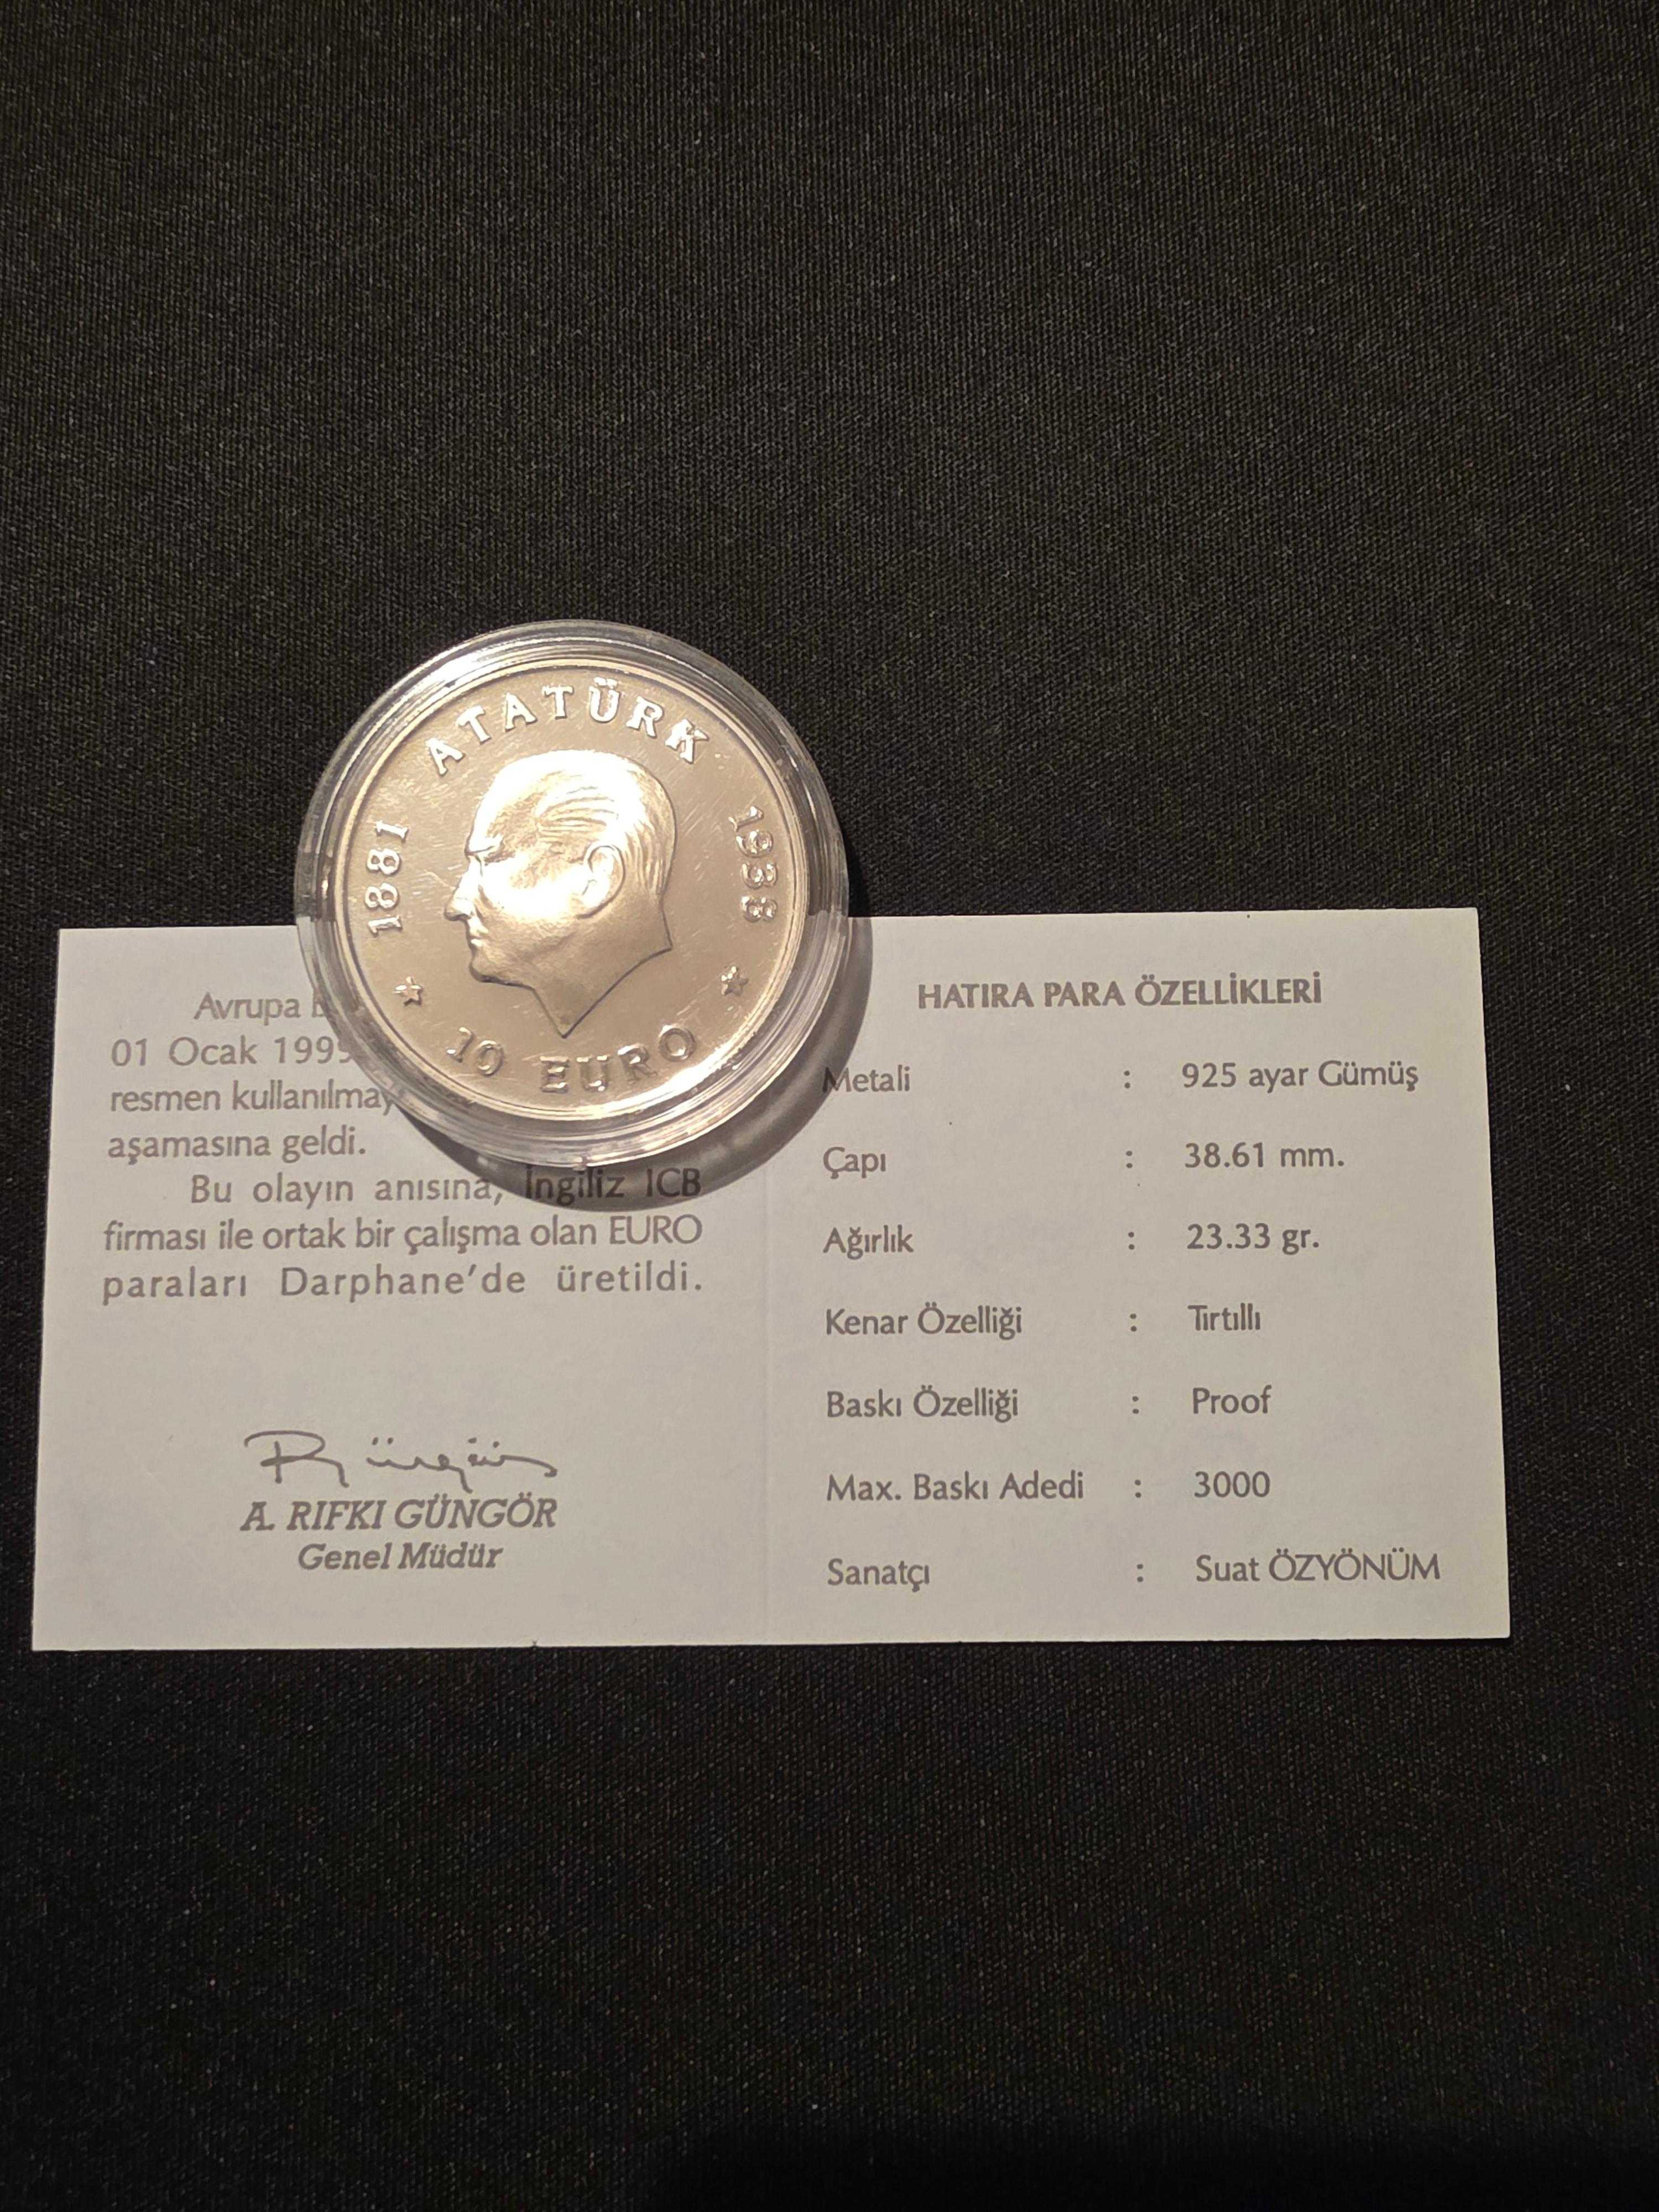 ATATÜRK
1881
1938
10 EURO
Avrupa
01 Ocak 199
resmen
aşamasına geldi.
Bu olayın anısına, İngiliz ICB
firması ile ortak bir çalışma olan EURO
paraları Darphane'de üretildi.
A. RIFKI GÜNGÖR
Genel Müdür
HATIRA PARA ÖZELLİKLERİ
Metali : 925 ayar Gümüş
Çapı : 38.61 mm.
Ağırlık : 23.33 gr.
Kenar Özelliği : Tırtıllı
Baskı Özelliği : Proof
Max. Baskı Adedi : 3000
Sanatçı : Suat ÖZYÖNÜM